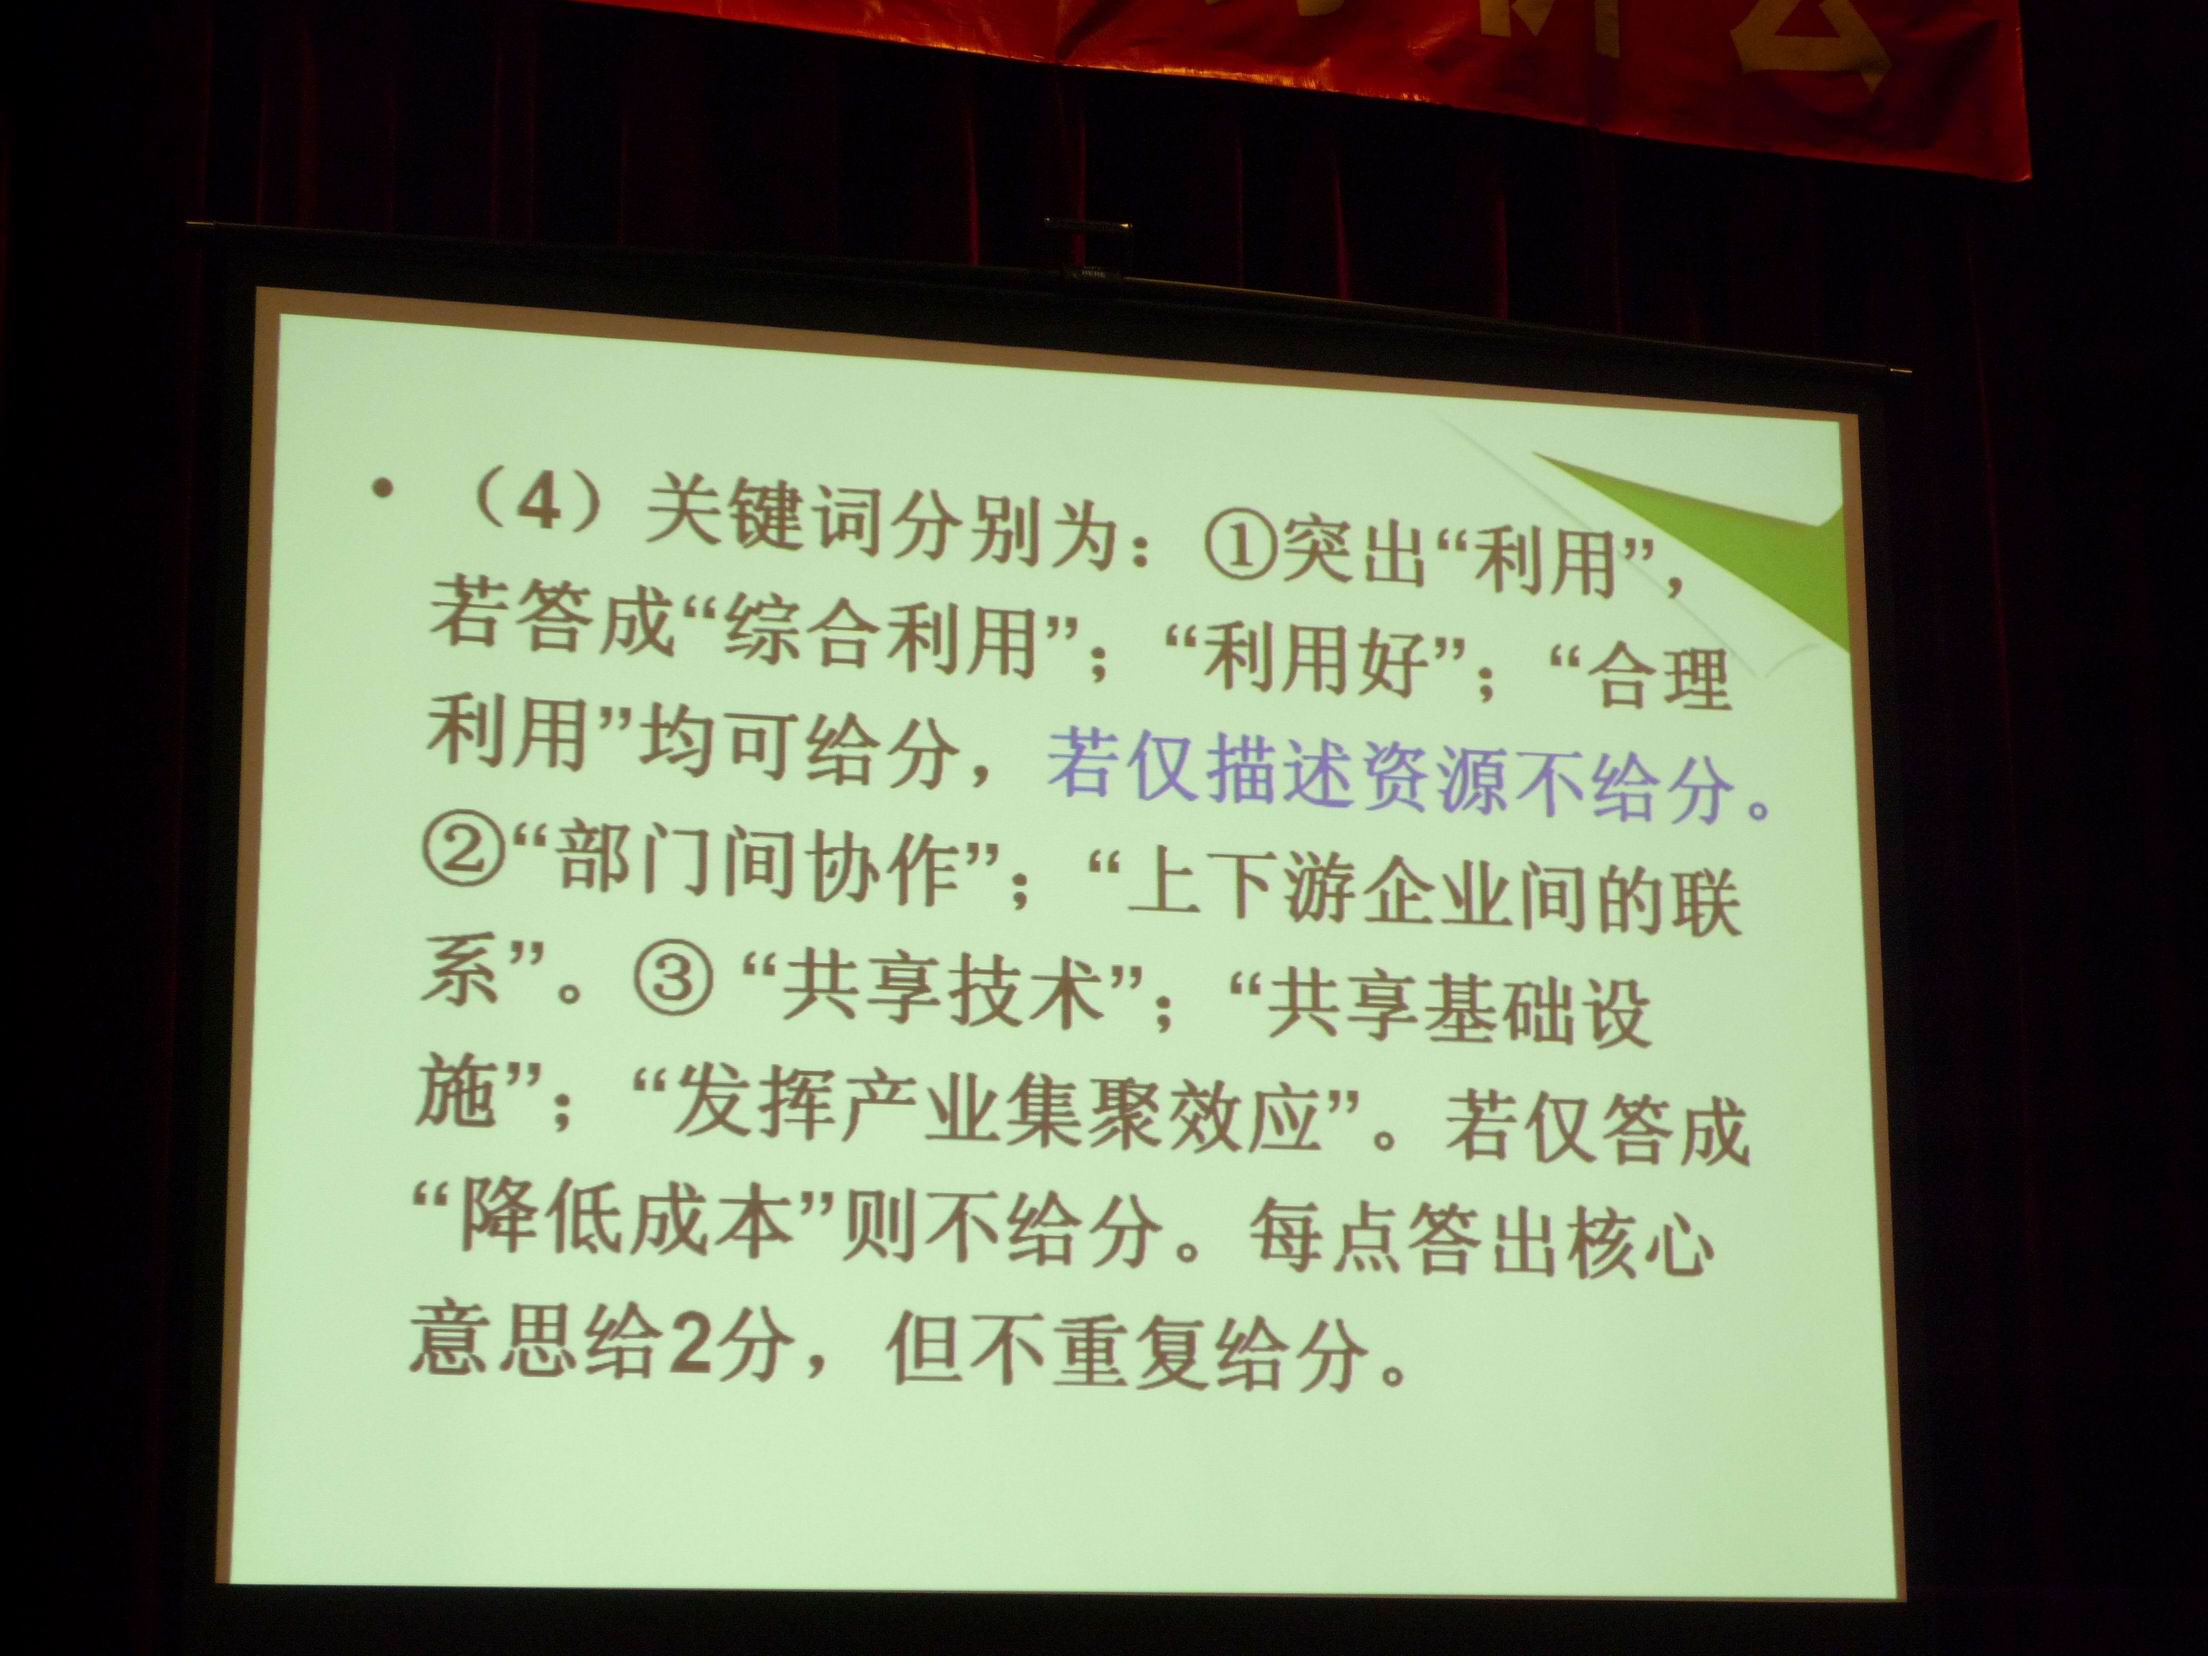 • （4）关键词分别为：①突出“利用”，
若答成“综合利用”；“利用好”；“合理
利用”均可给分，若仅描述资源不给分。
②“部门间协作”；“上下游企业间的联
系”。③ “共享技术”；“共享基础设
施”；“发挥产业集聚效应”。若仅答成
“降低成本”则不给分。每点答出核心
意思给2分，但不重复给分。